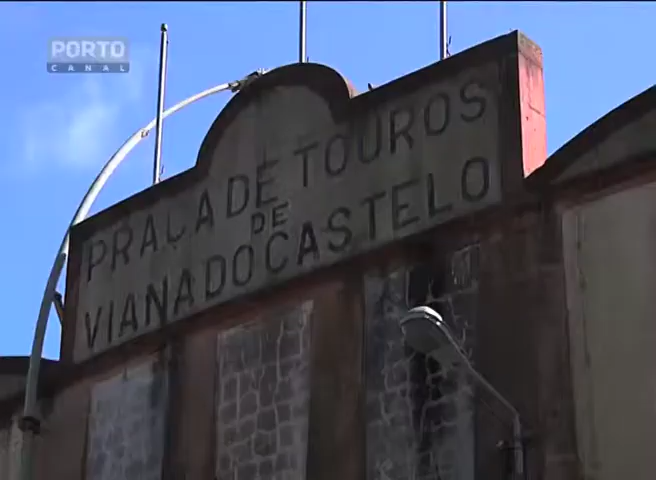 PORTO
CANAL
PRAÇA DE TOUROS
DE
VIANA DO CASTELO